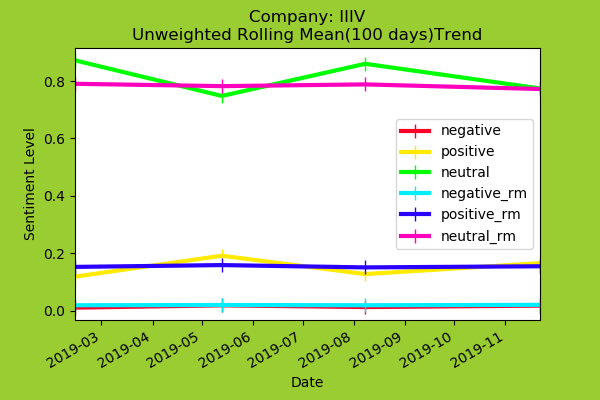 Company: IIIV
Unweighted Rolling Mean(100 days)Trend
Sentiment Level
0.8
0.6
0.4
0.2
0.0
negative
positive
neutral
negative_rm
positive_rm
neutral_rm
2019-03
2019-04
2019-05
2019-06
2019-07
2019-08
2019-09
2019-10
2019-11
Date